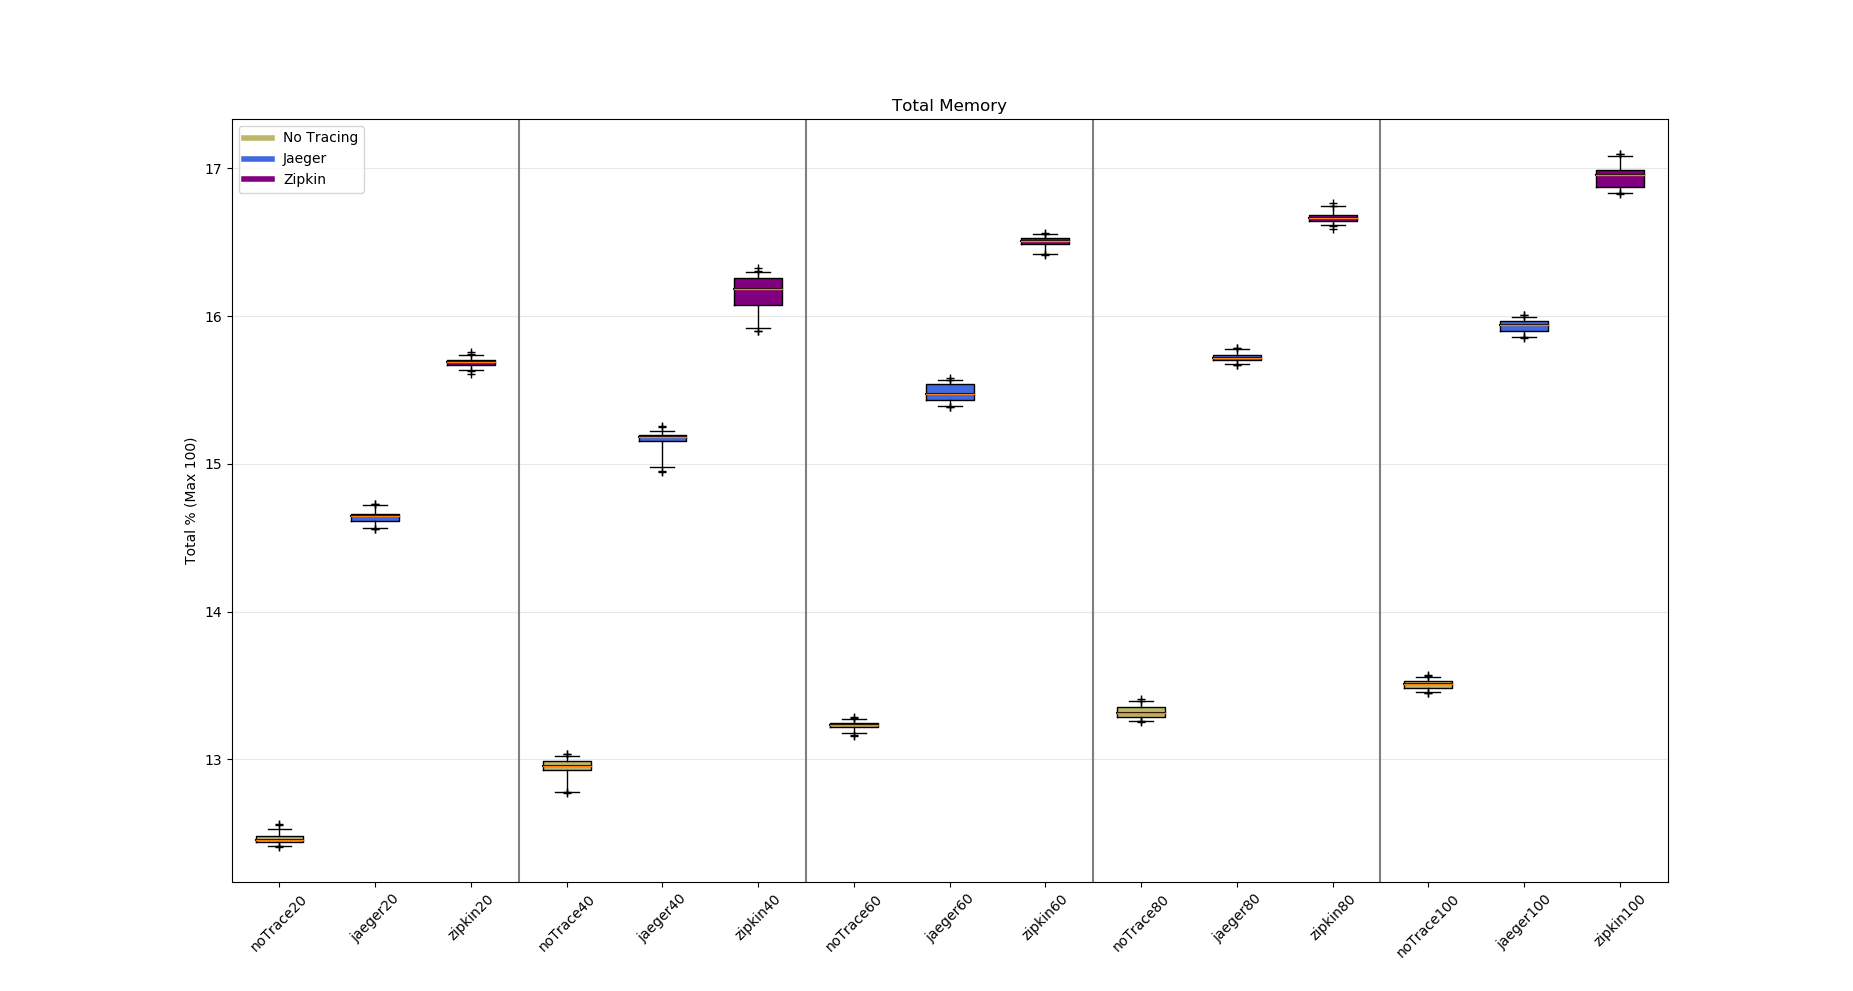 Total Memory
No Tracing
Jaeger
Zipkin
Total % (Max 100)
17
16
15
14
13
noTrace20
jaeger20
zipkin20
noTrace40
jaeger40
zipkin40
noTrace60
jaeger60
zipkin60
noTrace80
jaeger80
zipkin80
noTrace100
jaeger100
zipkin100